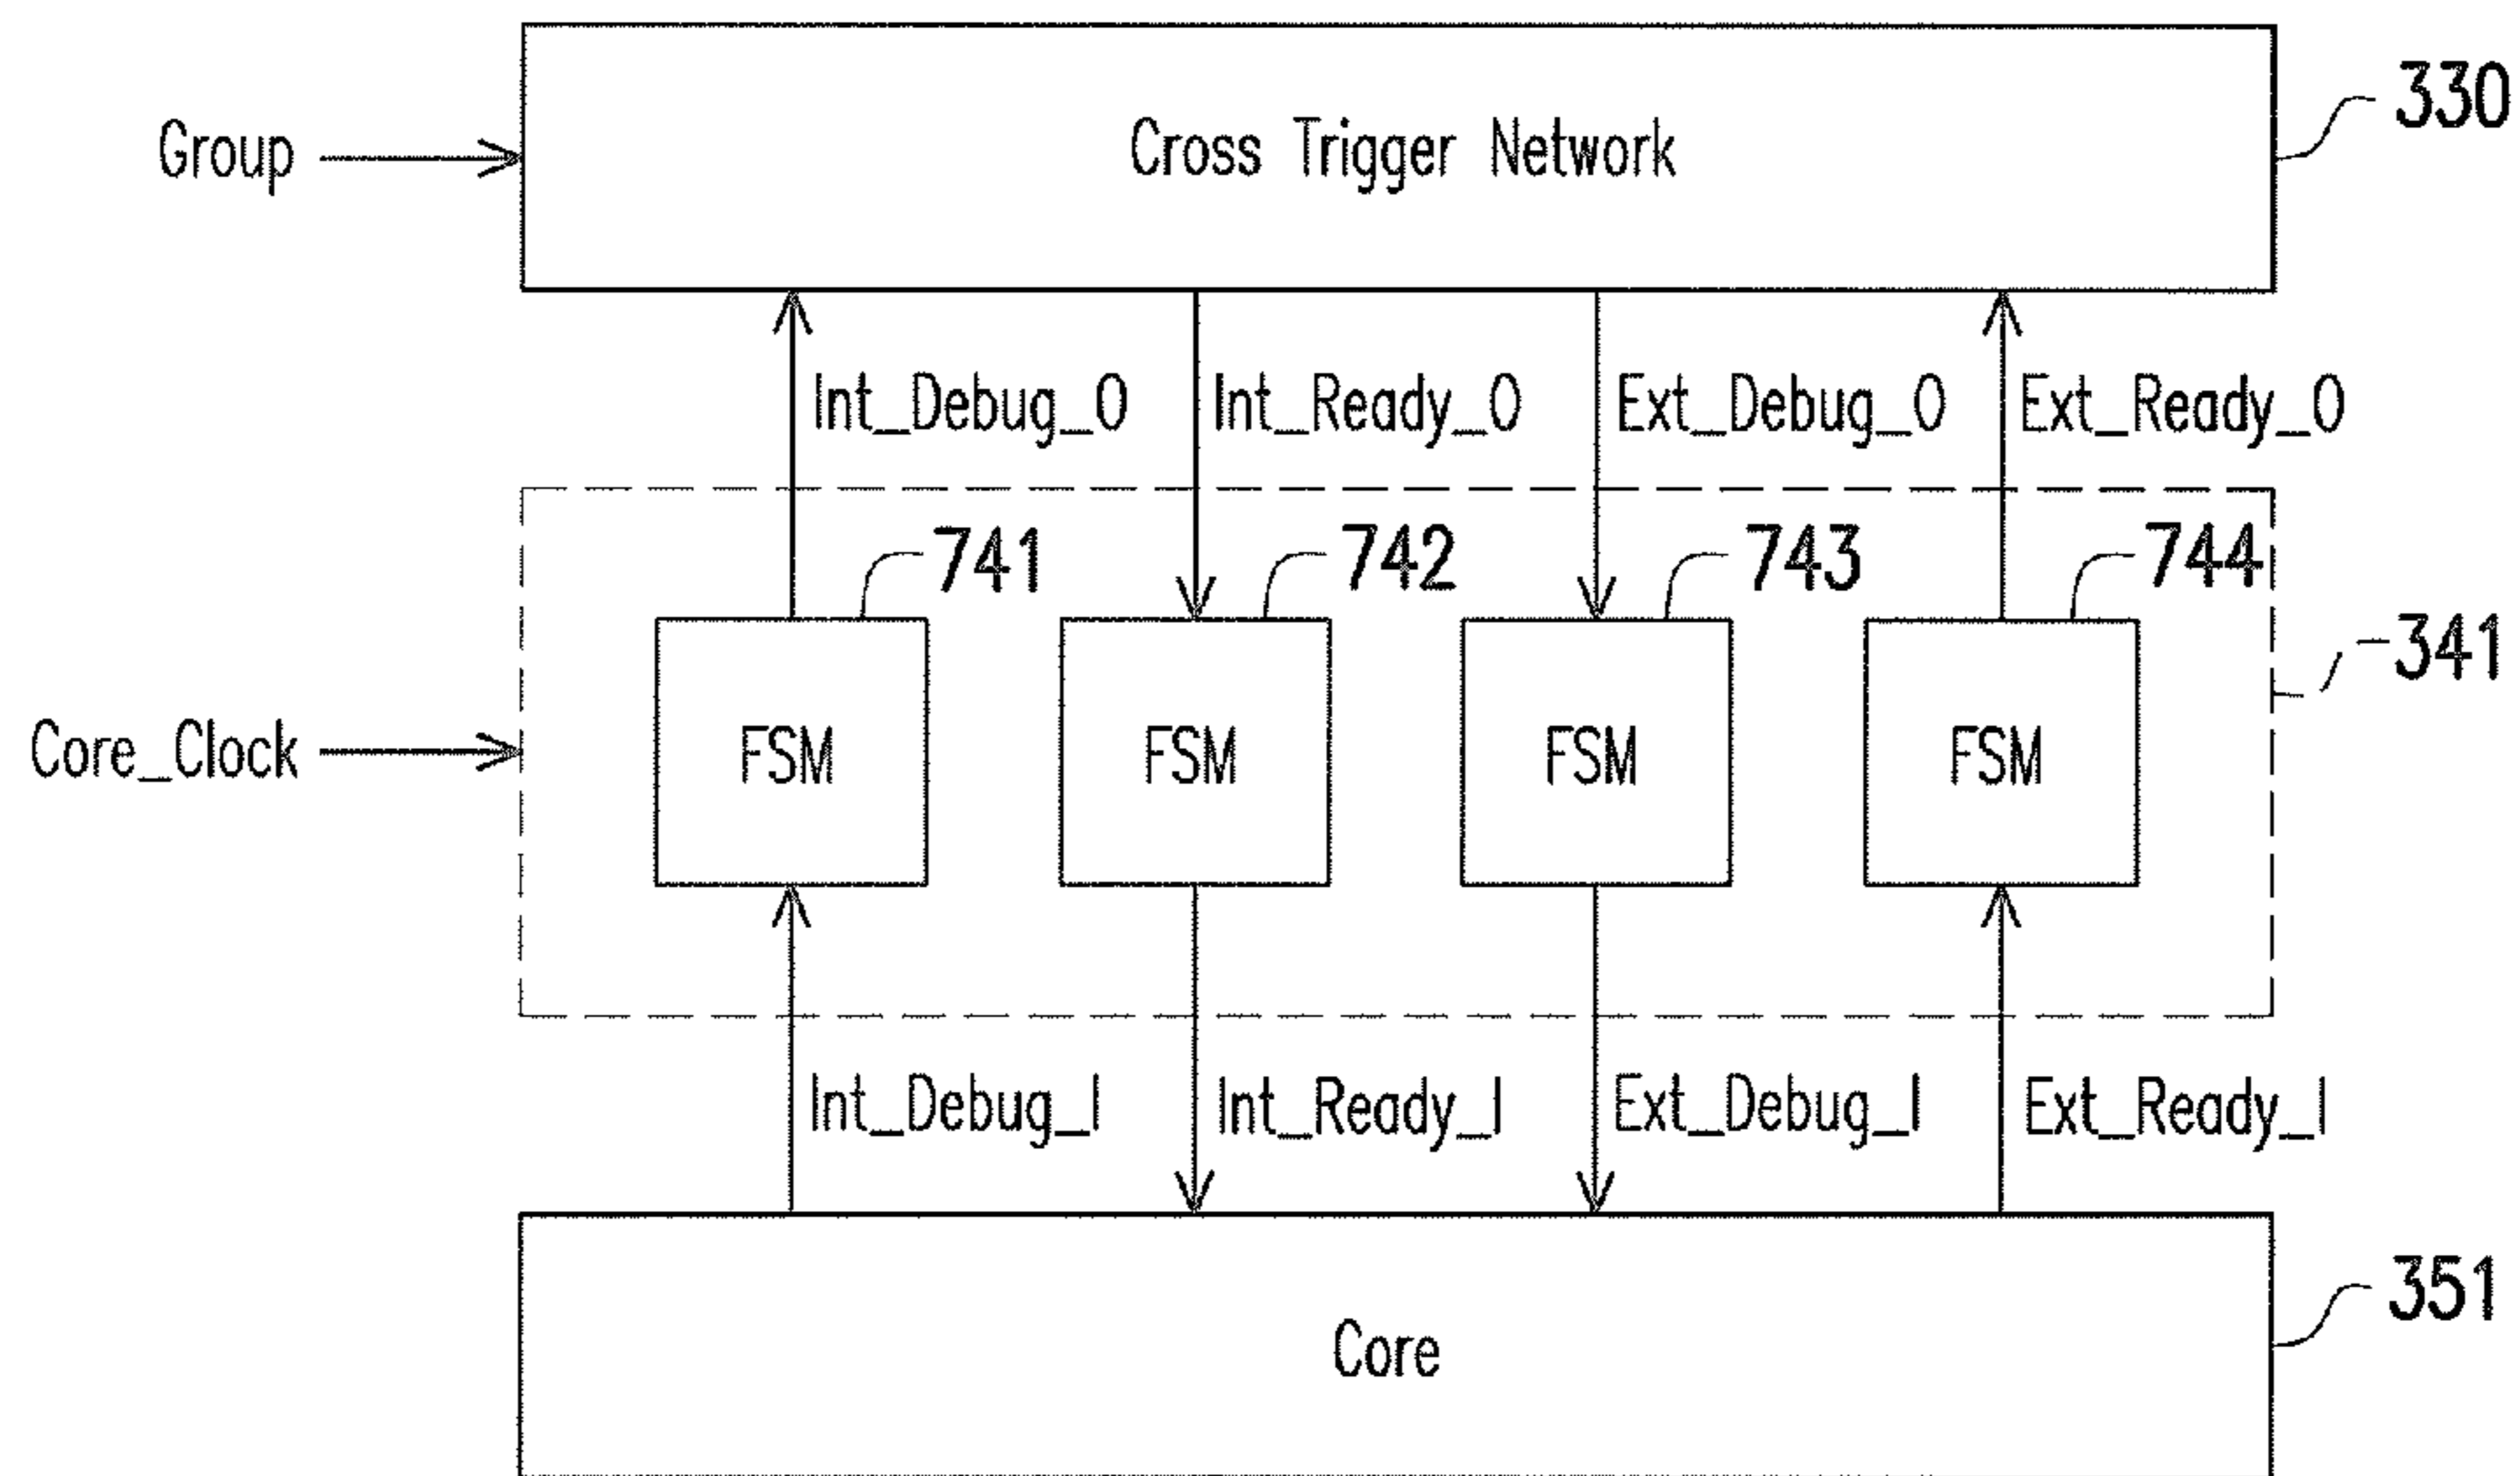 330
Group
Cross Trigger Network
Int_Debug_O
Int_Ready_O
Ext_Debug_O
Ext_Ready_O
741
742
743
744
341
Core_Clock
FSM
FSM
FSM
FSM
Int_Debug_I
Int_Ready_I
Ext_Debug_I
Ext_Ready_I
351
Core